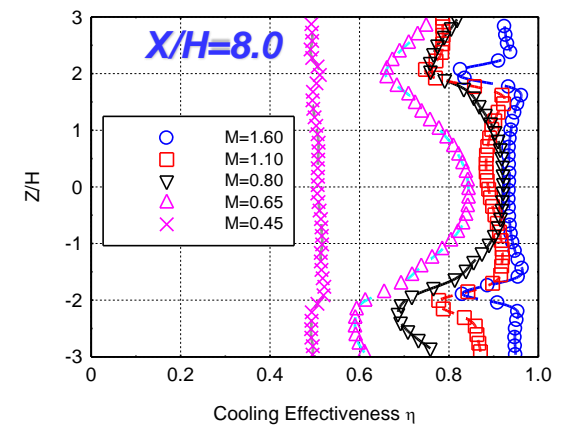 3
X/H=8.0
2
1
M=1.60
M=1.10
Z/H
0
M=0.80
M=0.65
M=0.45
-1
-2
-3
0 0.2 0.4 0.6 0.8 1.0
Cooling Effectiveness η